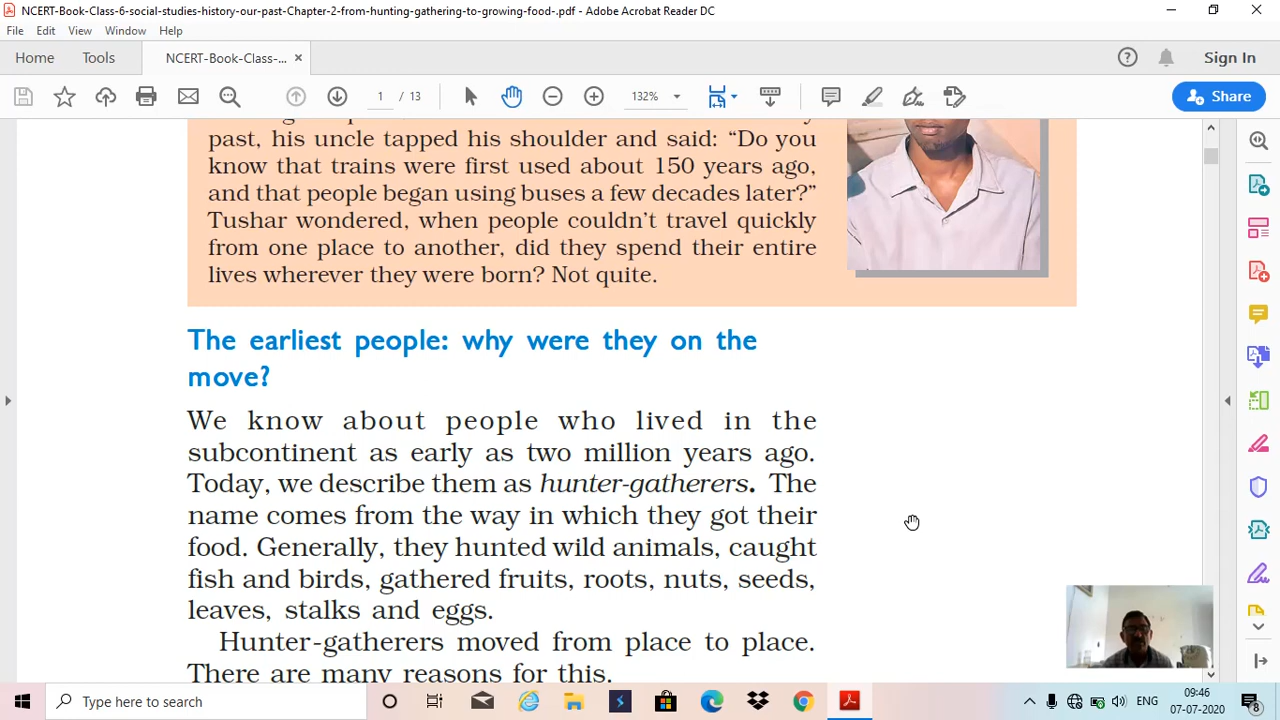 NCERT-Book-Class-6-social-studies-history-our-past-Chapter-2-from-hunting-gathering-to-growing-food-.pdf - Adobe Acrobat Reader DC
File Edit View Window Help
Home Tools NCERT-Book-Class-... × Sign In
1 / 13 132% Share
past, his uncle tapped his shoulder and said: “Do you
know that trains were first used about 150 years ago,
and that people began using buses a few decades later?”
Tushar wondered, when people couldn’t travel quickly
from one place to another, did they spend their entire
lives wherever they were born? Not quite.
The earliest people: why were they on the
move?
We know about people who lived in the
subcontinent as early as two million years ago.
Today, we describe them as hunter-gatherers. The
name comes from the way in which they got their
food. Generally, they hunted wild animals, caught
fish and birds, gathered fruits, roots, nuts, seeds,
leaves, stalks and eggs.
Hunter-gatherers moved from place to place.
There are many reasons for this.
Type here to search
ENG
09:46
07-07-2020
8